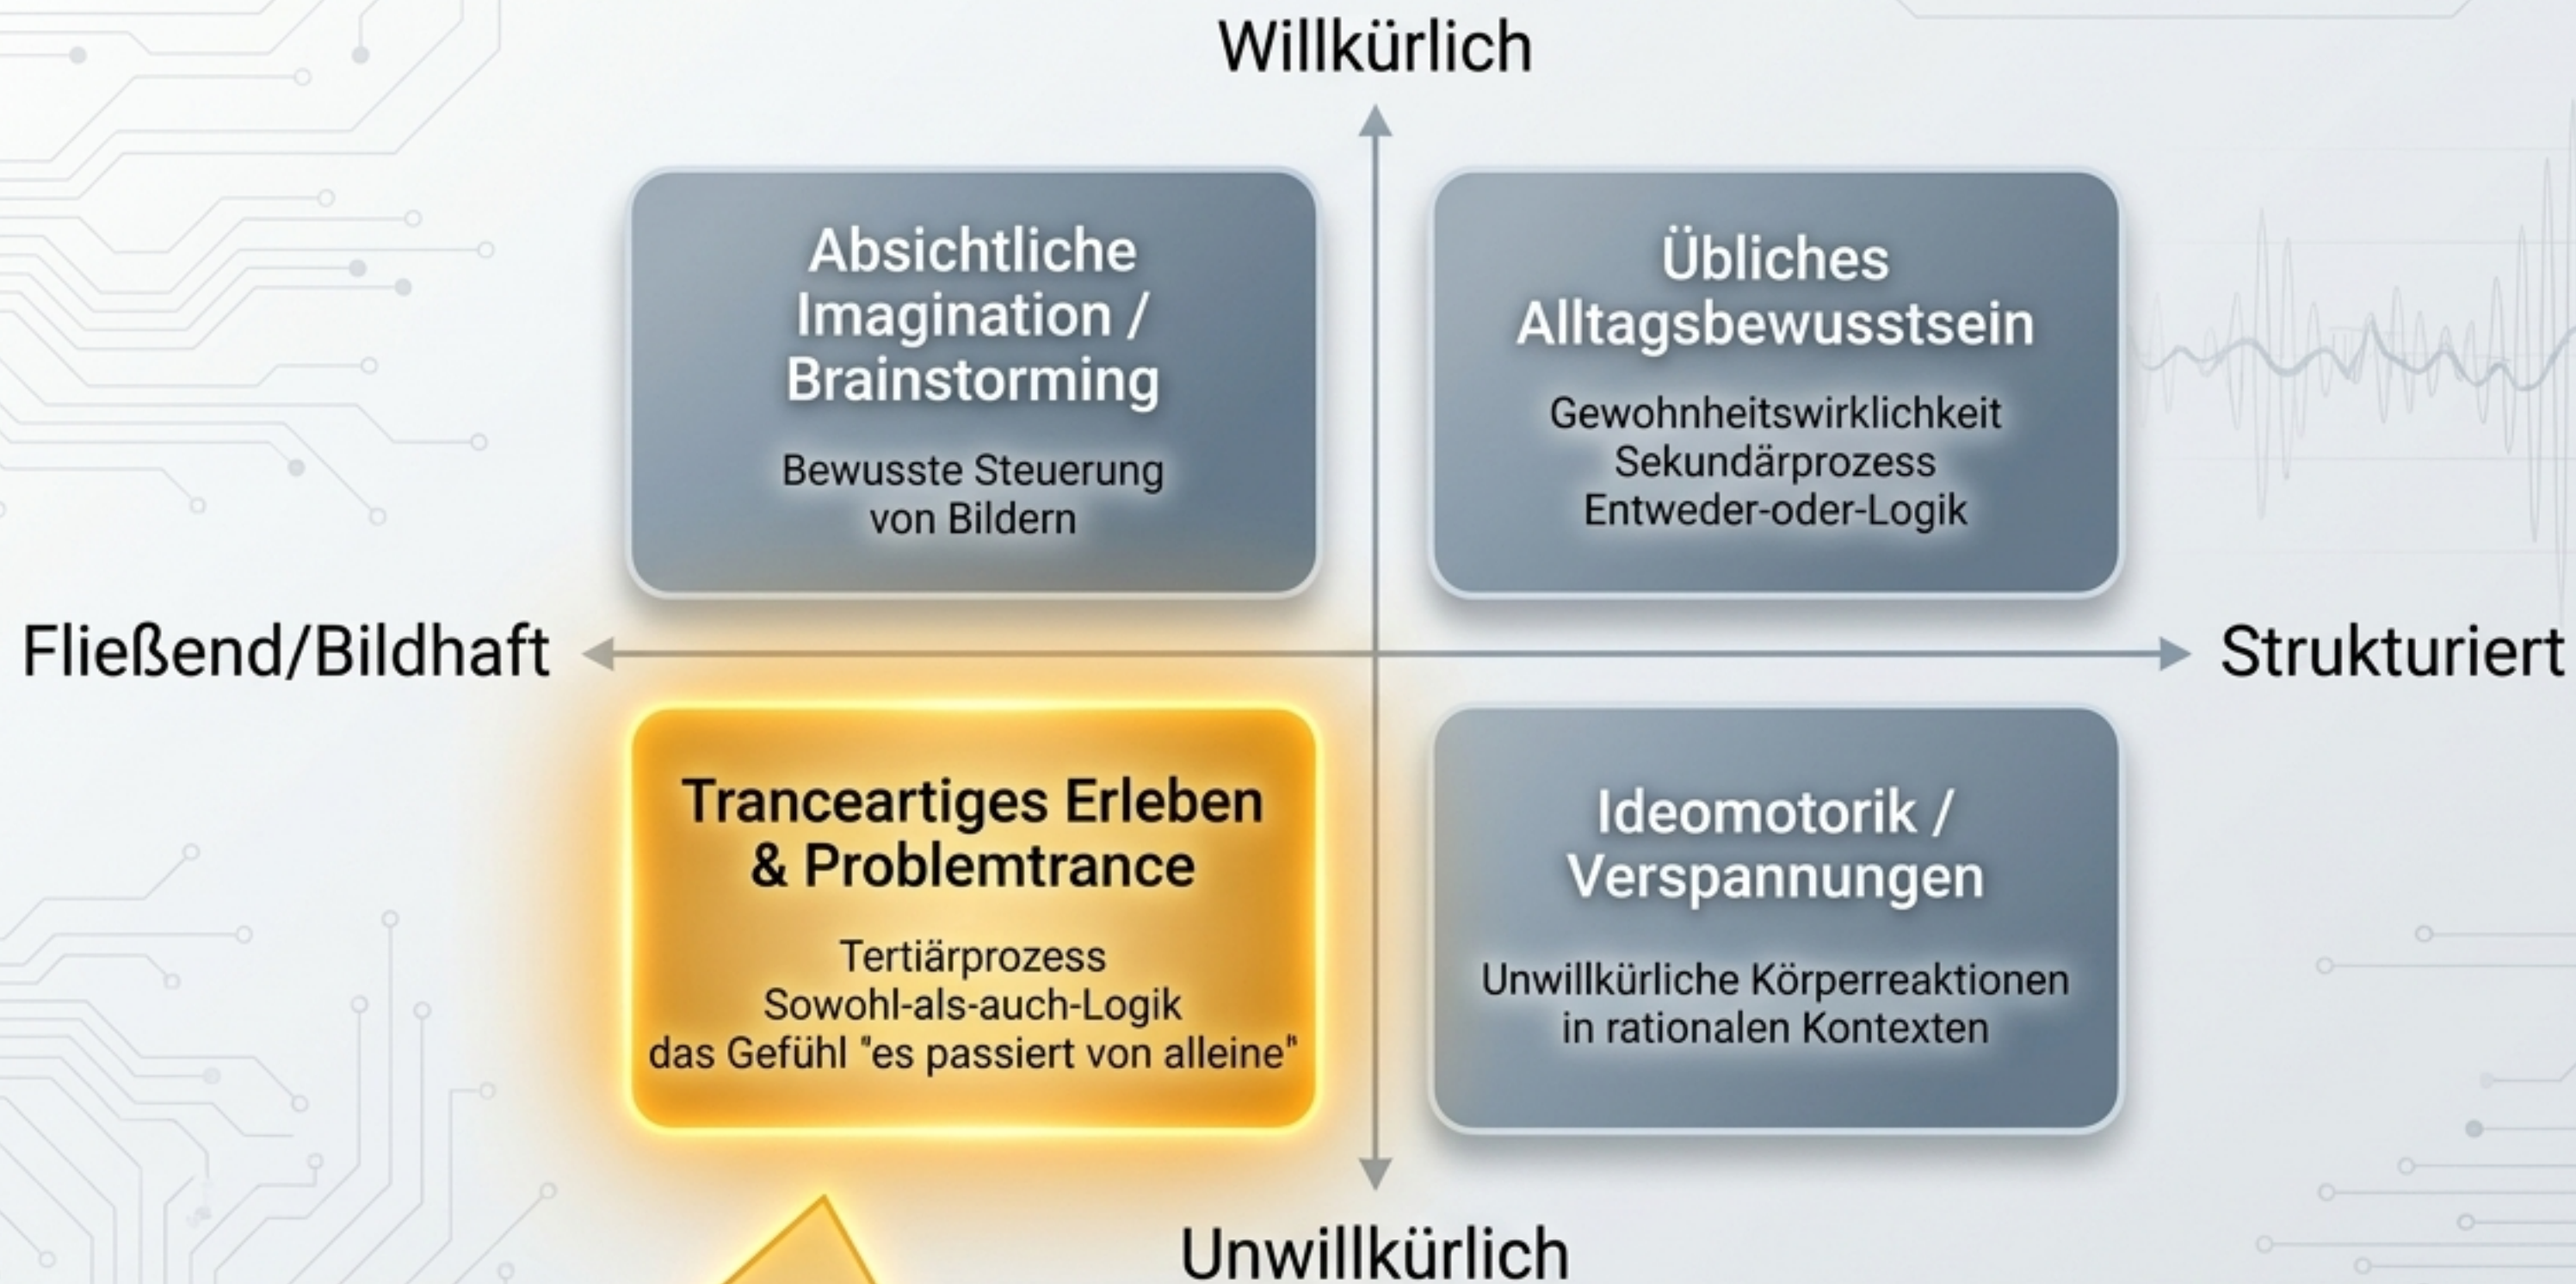 Willkürlich
Absichtliche
Imagination /
Brainstorming
Bewusste Steuerung
von Bildern
Übliches
Alltagsbewusstsein
Gewohnheitswirklichkeit
Sekundärprozess
Entweder-oder-Logik
Fließend/Bildhaft
Strukturiert
Tranceartiges Erleben
& Problemtrance
Tertiärprozess
Sowohl-als-auch-Logik
das Gefühl "es passiert von alleine"
Ideomotorik /
Verspannungen
Unwillkürliche Körperreaktionen
in rationalen Kontexten
Unwillkürlich